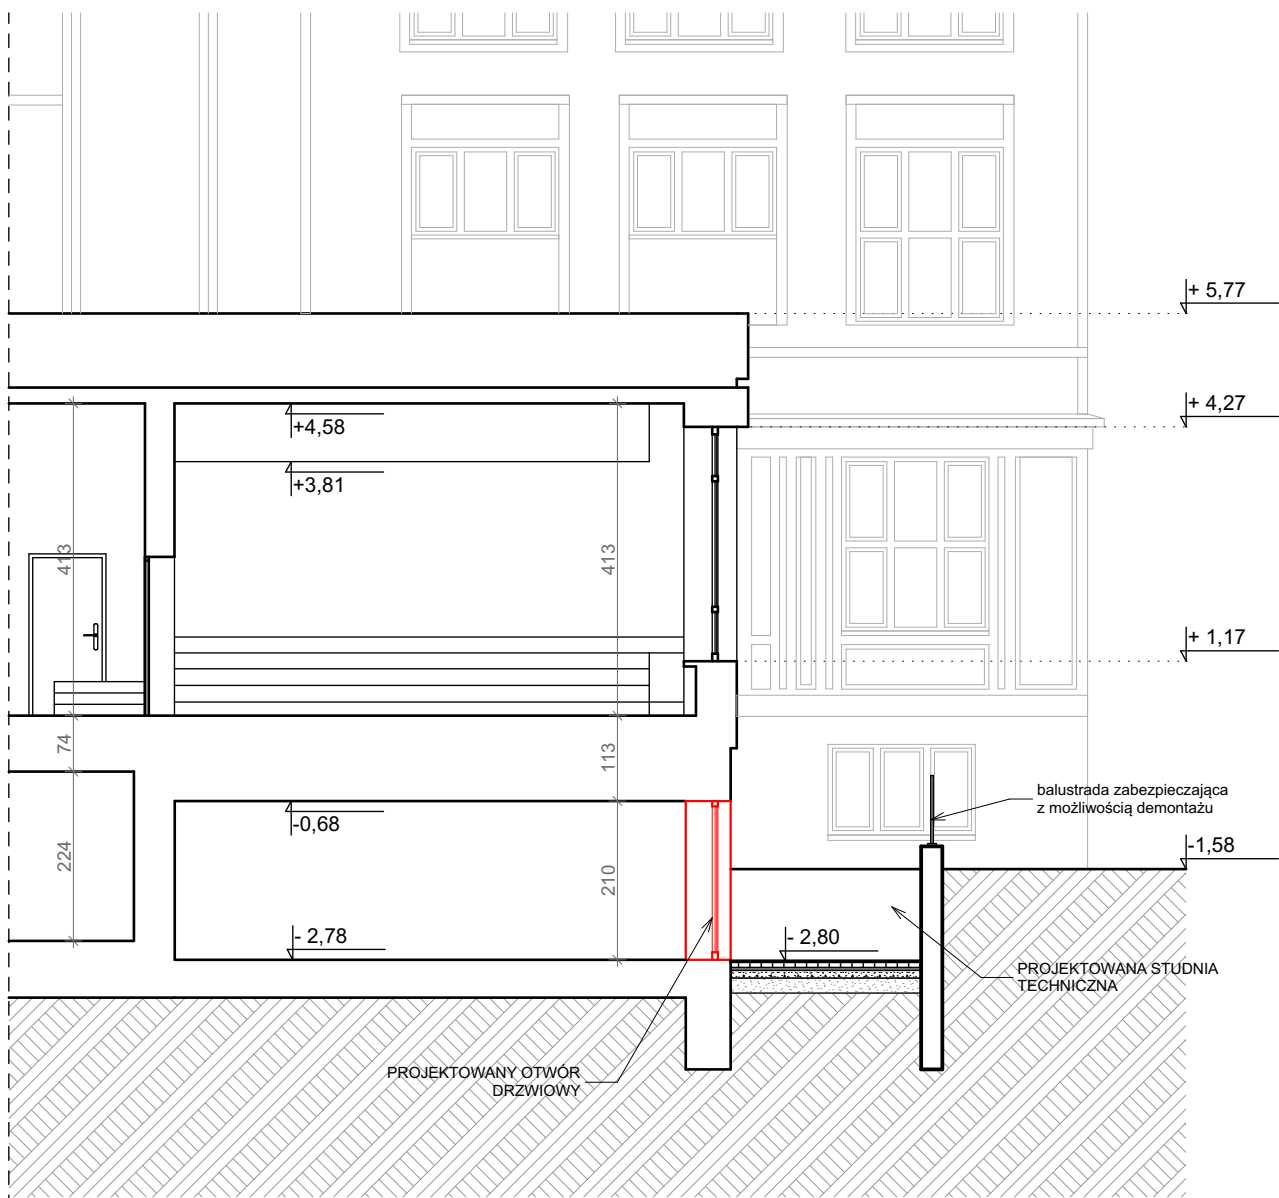 + 5,77
+ 4,27
+4,58
+3,81
413
413
+ 1,17
74
113
balustrada zabezpieczająca
z możliwością demontażu
-0,68
-1,58
224
210
- 2,78
- 2,80
PROJEKTOWANA STUDNIA
TECHNICZNA
PROJEKTOWANY OTWÓR
DRZWIOWY